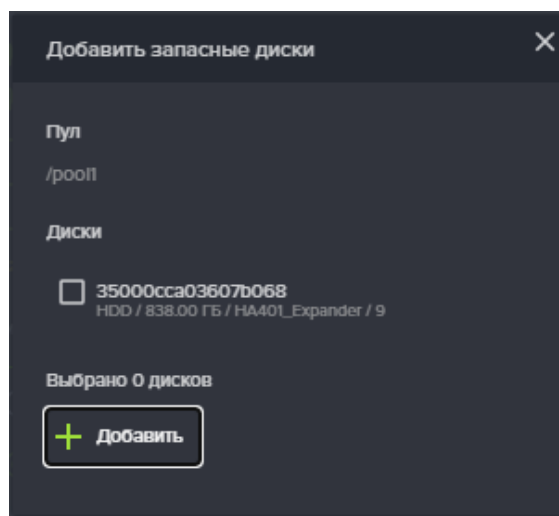 Добавить запасные диски
Пул
/pool1
Диски
35000cca03607b068
HDD / 838.00 ГБ / HA401_Expander / 9
Выбрано 0 дисков
Добавить